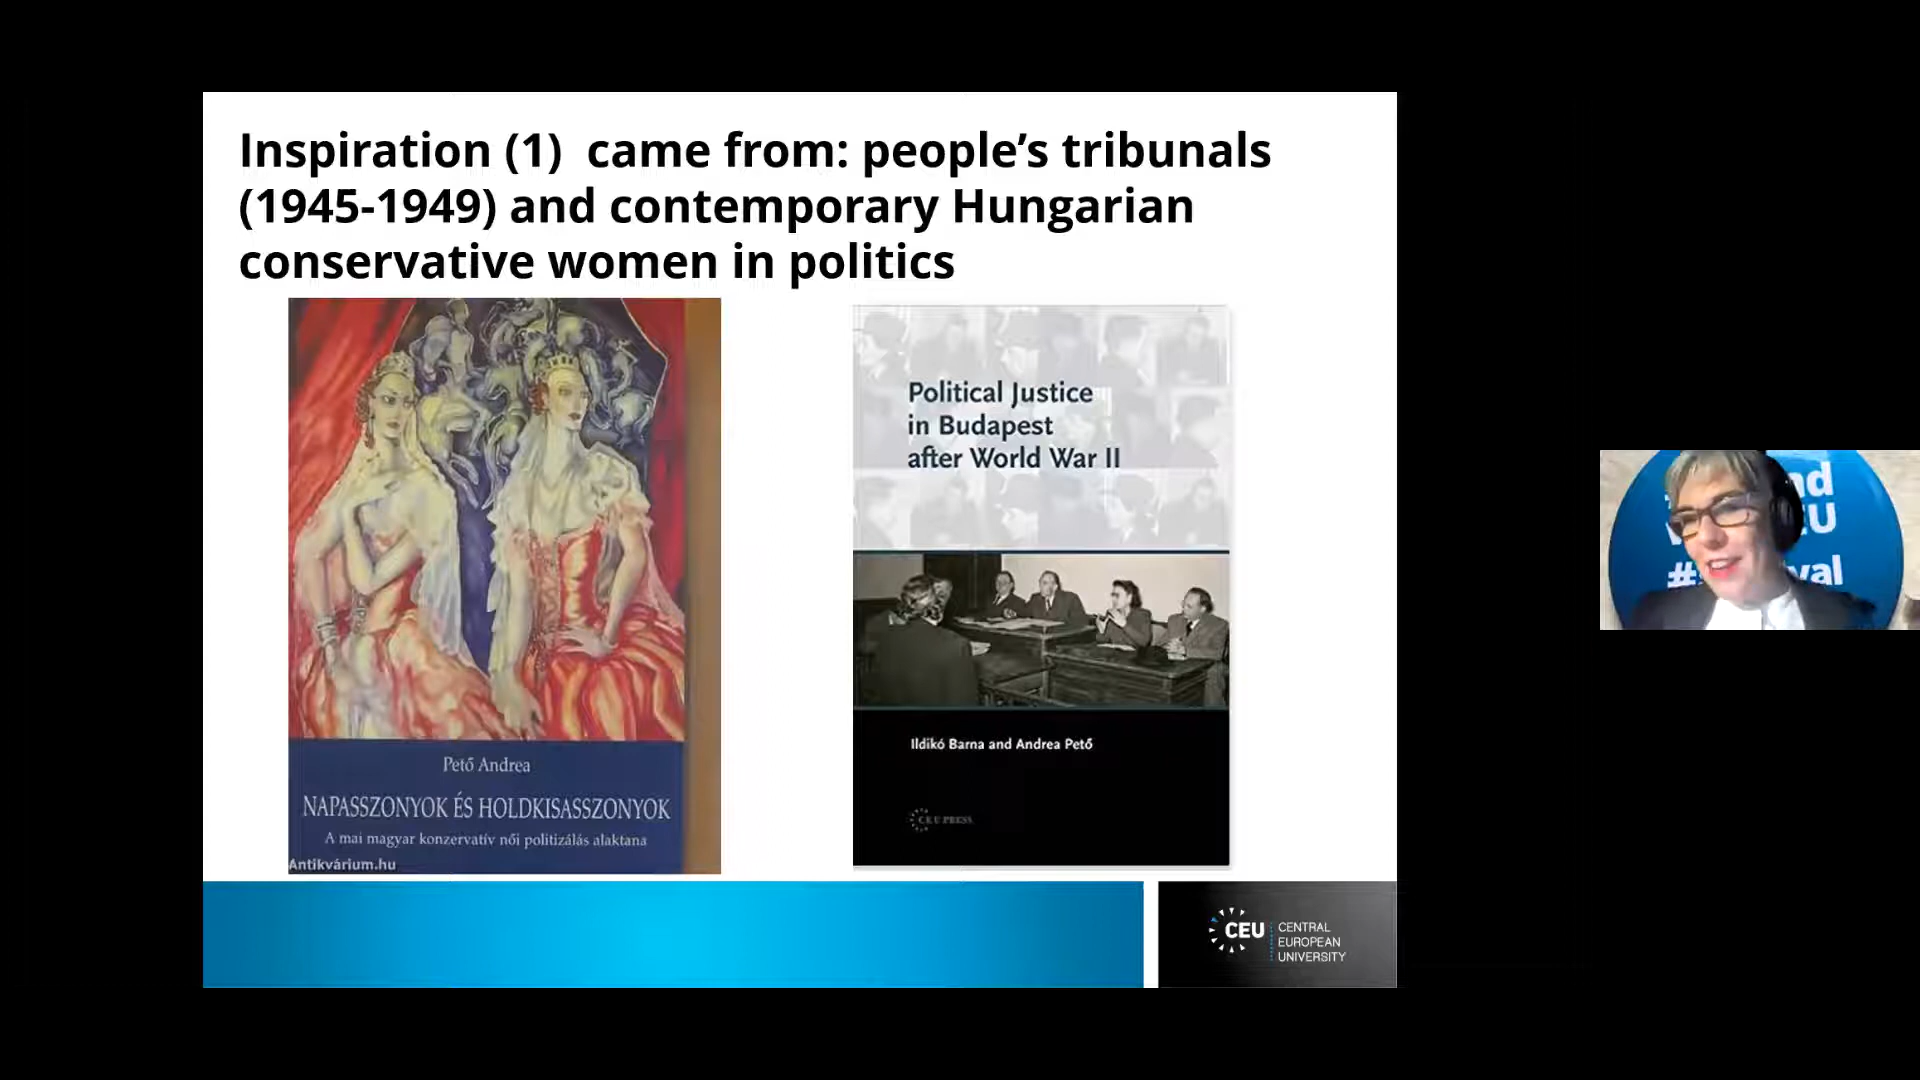 Inspiration (1) came from: people’s tribunals
(1945-1949) and contemporary Hungarian
conservative women in politics
Pető Andrea
NAPASSZONYOK ÉS HOLDKISASSZONYOK
A mai magyar konzervatív női politizálás alaktana
Antikvárium.hu
Political Justice
in Budapest
after World War II
Ildikó Barna and Andrea Pető
CEU PRESS
CEU
CENTRAL
EUROPEAN
UNIVERSITY